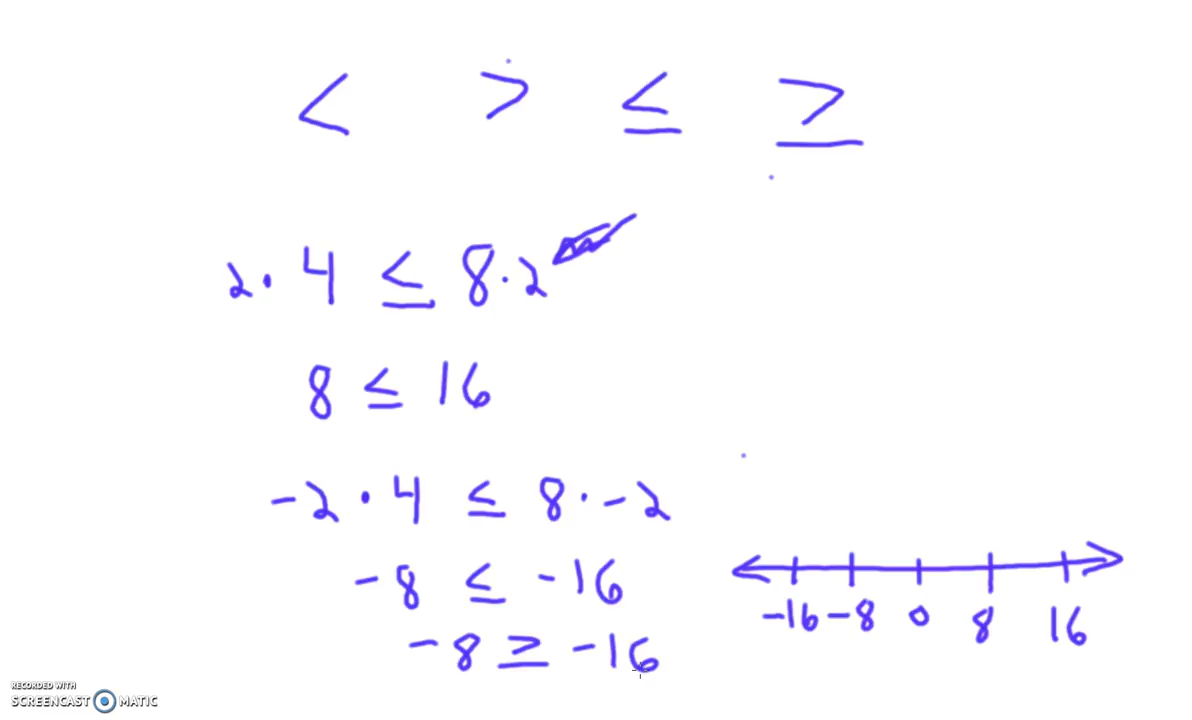 < > ≤ ≥
2 · 4 ≤ 8 · 2
8 ≤ 16
-2 · 4 ≤ 8 · -2
-8 ≤ -16
-8 ≥ -16
-16 -8 0 8 16
RECORDED WITH
SCREENCAST MATIC